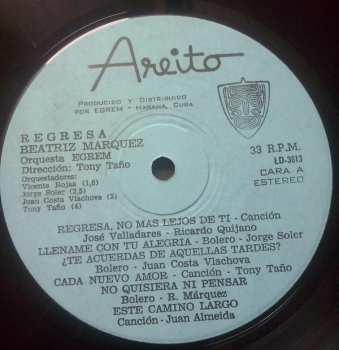 Areito
PRODUCIDO Y DISTRIBUIDO
POR EGREM - HABANA, CUBA
REGRESA
BEATRIZ MARQUEZ
Orquesta EGREM
Dirección: Tony Taño
Orquestadores:
Vicente Rojas (1,6)
Jorge Soler (2,5)
Juan Costa Vlachova (3)
Tony Taño (4)
33 R.P.M.
LD-3613
CARA A
ESTEREO
REGRESA, NO MAS LEJOS DE TI - Canción
José Valladares - Ricardo Quijano
LLENAME CON TU ALEGRIA - Bolero - Jorge Soler
¿TE ACUERDAS DE AQUELLAS TARDES?
Bolero - Juan Costa Vlachova
CADA NUEVO AMOR - Canción - Tony Taño
NO QUISIERA NI PENSAR
Bolero - R. Márquez
ESTE CAMINO LARGO
Canción - Juan Almeida